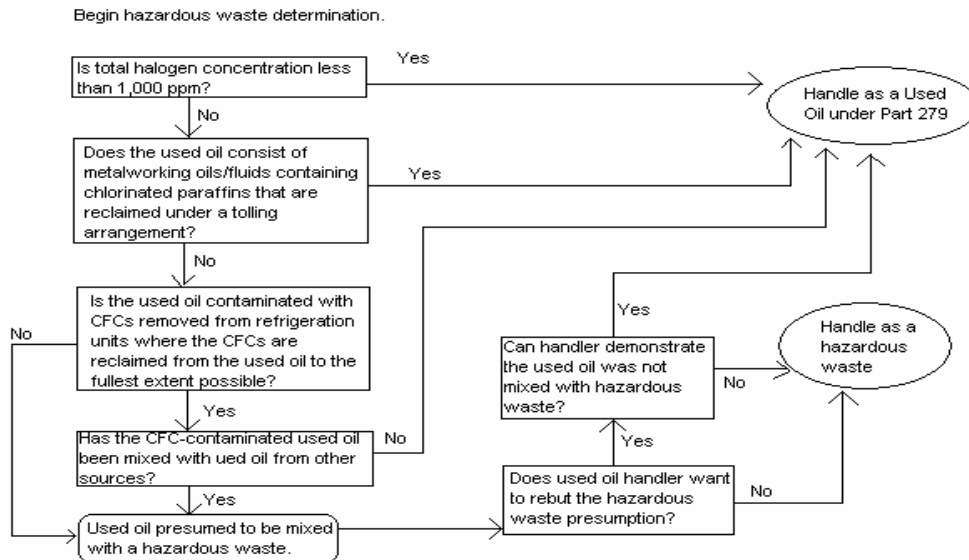 Begin hazardous waste determination.
Is total halogen concentration less
than 1,000 ppm?
Yes
Handle as a Used
Oil under Part 279
No
Does the used oil consist of
metalworking oils/fluids containing
chlorinated paraffins that are
reclaimed under a tolling
arrangement?
Yes
No
Is the used oil contaminated with
CFCs removed from refrigeration
units where the CFCs are
reclaimed from the used oil to the
fullest extent possible?
No
Yes
Has the CFC-contaminated used oil
been mixed with ued oil from other
sources?
No
Yes
Used oil presumed to be mixed
with a hazardous waste.
Does used oil handler want
to rebut the hazardous
waste presumption?
No
Yes
Can handler demonstrate
the used oil was not
mixed with hazardous
waste?
No
Yes
Handle as a
hazardous
waste